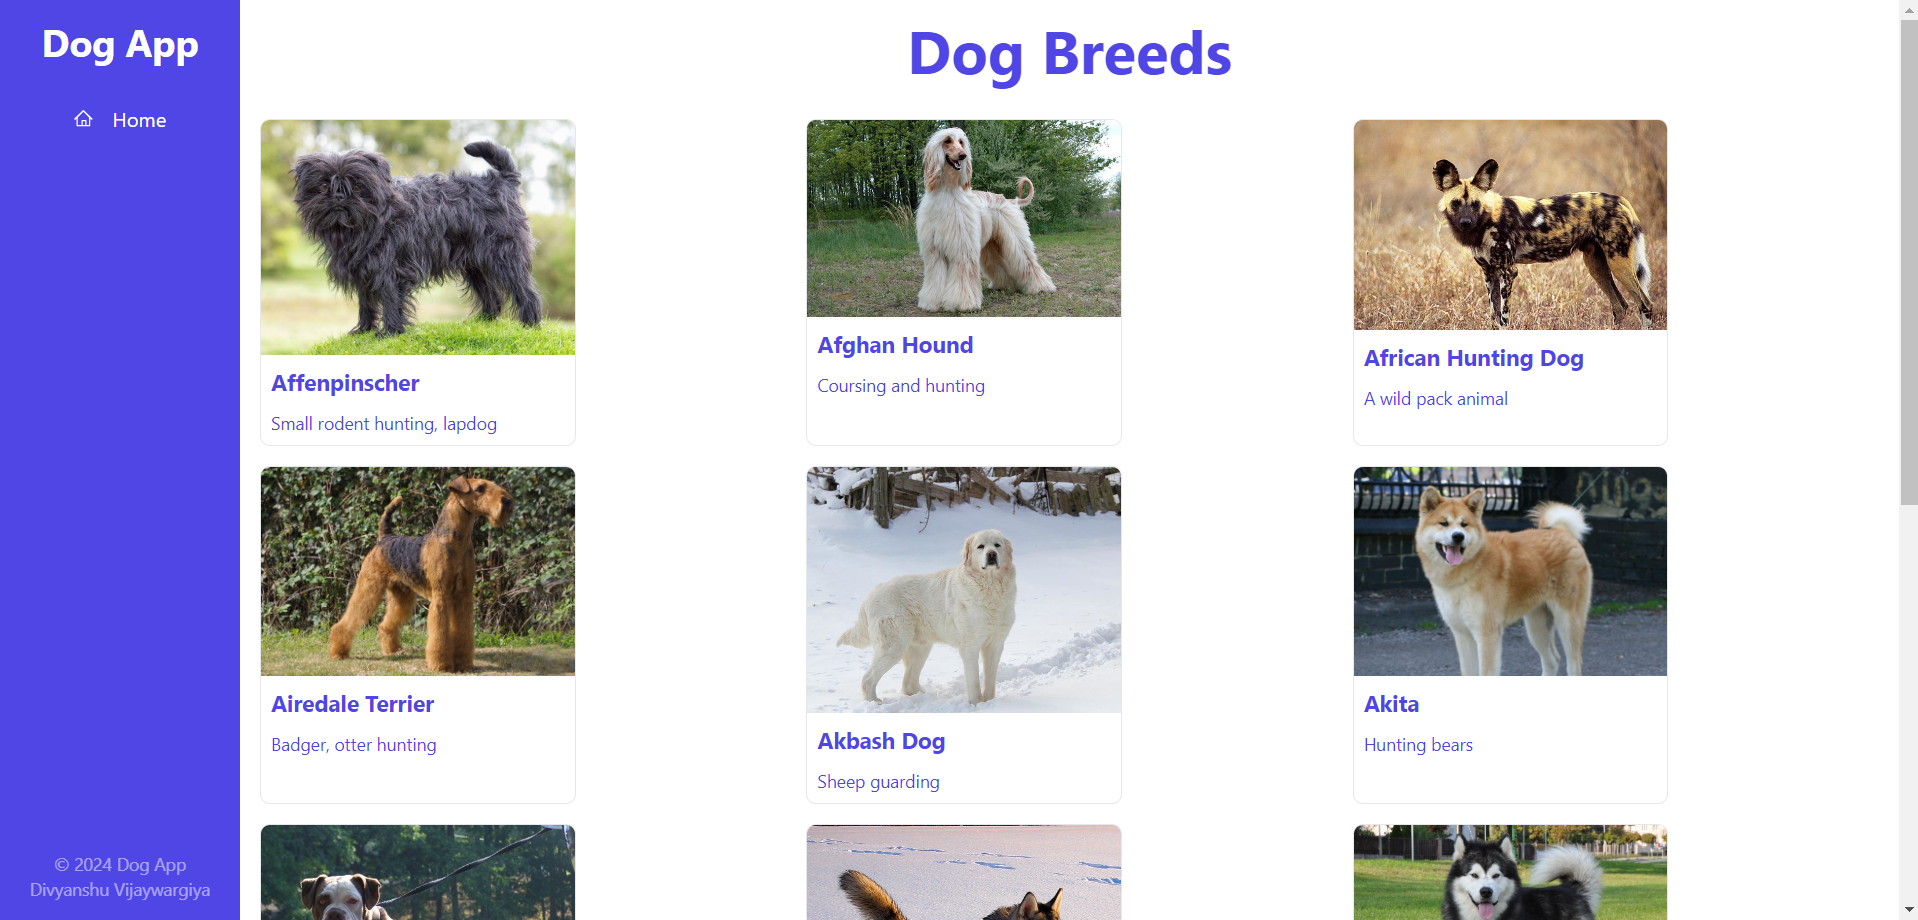 Dog App
Home
© 2024 Dog App
Divyanshu Vijaywargiya
Dog Breeds
Affenpinscher
Small rodent hunting, lapdog
Afghan Hound
Coursing and hunting
African Hunting Dog
A wild pack animal
Airedale Terrier
Badger, otter hunting
Akbash Dog
Sheep guarding
Akita
Hunting bears